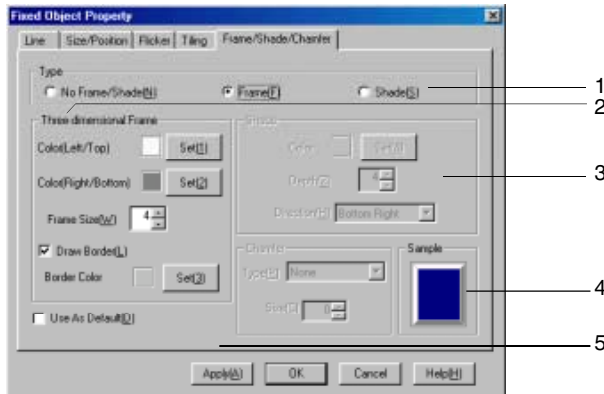 Fixed Object Property
Line Size/Position Flicker Tiling Frame/Shade/Chamfer
Type
No Frame/Shade(N) Frame(F) Shade(S)
1
2
Three dimensional Frame
Shade
Color(Left/Top) Set(1)
Color Set(4)
3
Color(Right/Bottom) Set(2)
Depth(Z) 4
Frame Size(W) 4
Direction(R) Bottom Right
Draw Border(L)
Chamfer
Sample
Border Color Set(3)
Type(P) None
4
Size(E) 8
Use As Default(D)
5
Apply(A) OK Cancel Help(H)